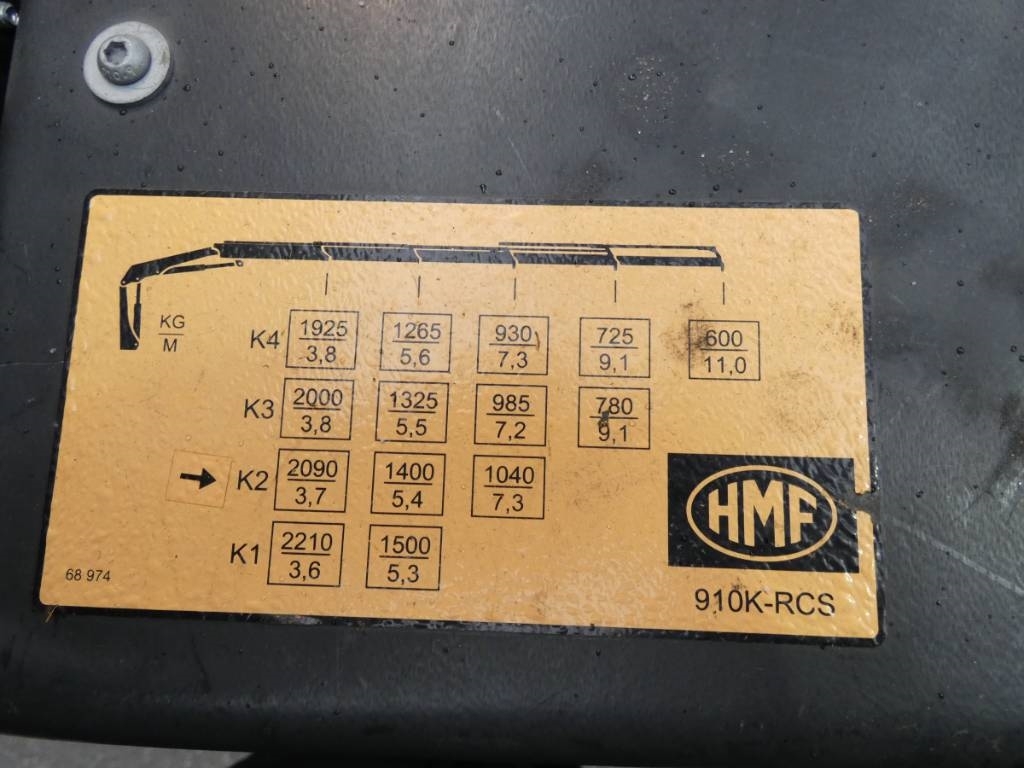 KG
M
K4 1925 1265 930 725 600
3,8 5,6 7,3 9,1 11,0
K3 2000 1325 985 780
3,8 5,5 7,2 9,1
K2 2090 1400 1040
3,7 5,4 7,3
K1 2210 1500
3,6 5,3
68 974
HMF
910K-RCS